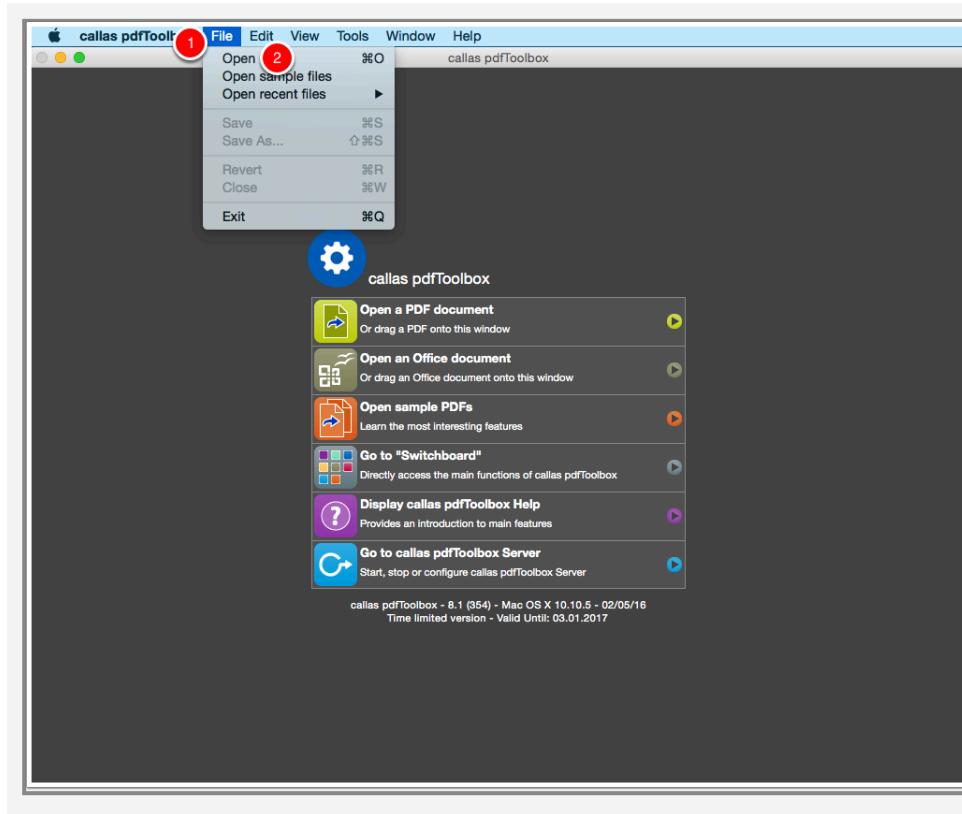 callas pdfToolb File Edit View Tools Window Help
1
callas pdfToolbox
Open ⌘O
2
Open sample files
Open recent files ▶
Save ⌘S
Save As... ⇧⌘S
Revert ⌘R
Close ⌘W
Exit ⌘Q
callas pdfToolbox
Open a PDF document
Or drag a PDF onto this window
Open an Office document
Or drag an Office document onto this window
Open sample PDFs
Learn the most interesting features
Go to "Switchboard"
Directly access the main functions of callas pdfToolbox
Display callas pdfToolbox Help
Provides an introduction to main features
Go to callas pdfToolbox Server
Start, stop or configure callas pdfToolbox Server
callas pdfToolbox - 8.1 (354) - Mac OS X 10.10.5 - 02/05/16
Time limited version - Valid Until: 03.01.2017